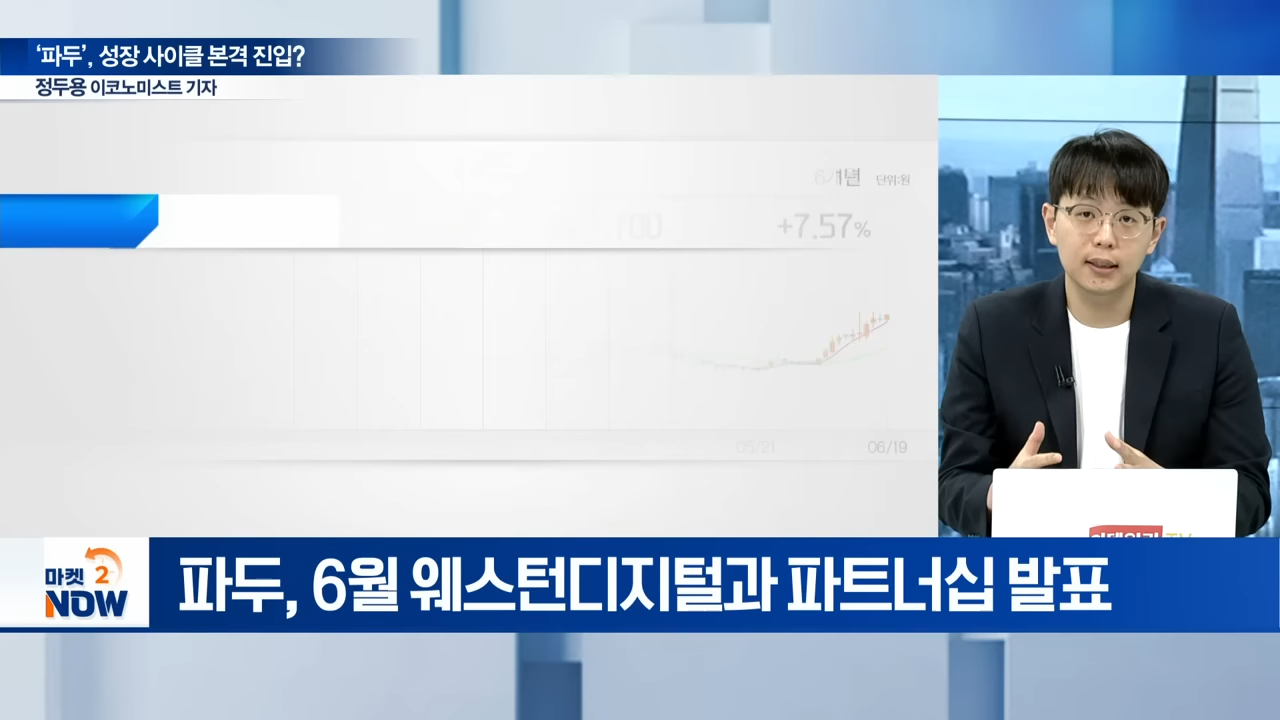 ‘파두’, 성장 사이클 본격 진입?
정두용 이코노미스트 기자
6개년 단위:원
700 +7.57%
05/21 06/19
마켓 2
NOW
파두, 6월 웨스턴디지털과 파트너십 발표